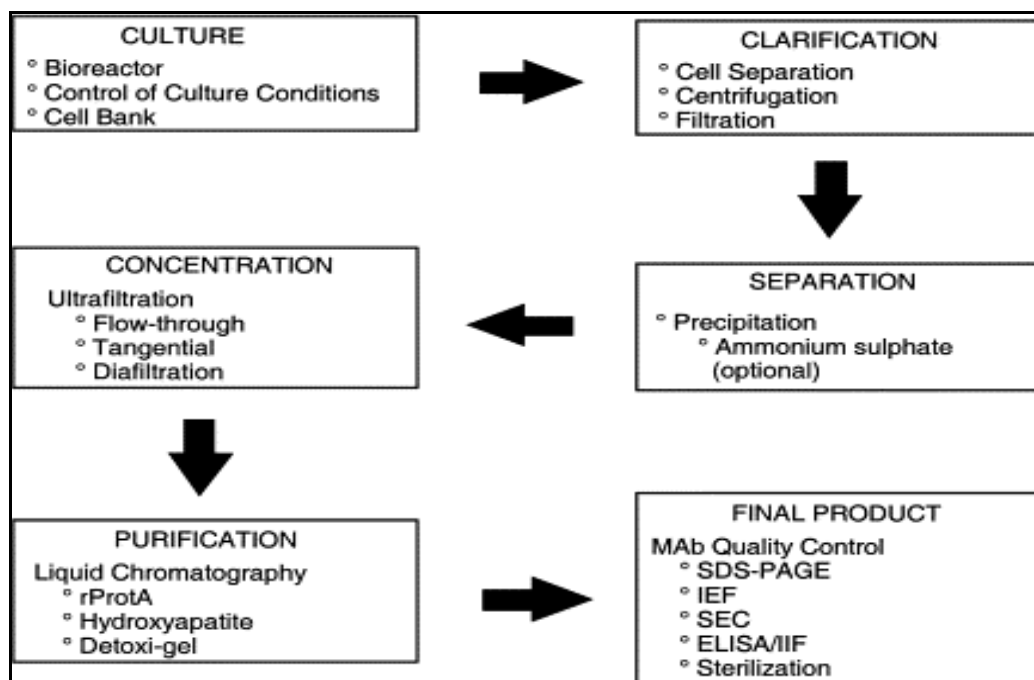 CULTURE
° Bioreactor
° Control of Culture Conditions
° Cell Bank
CLARIFICATION
° Cell Separation
° Centrifugation
° Filtration
SEPARATION
° Precipitation
° Ammonium sulphate
(optional)
CONCENTRATION
Ultrafiltration
° Flow-through
° Tangential
° Diafiltration
PURIFICATION
Liquid Chromatography
° rProtA
° Hydroxyapatite
° Detoxi-gel
FINAL PRODUCT
MAb Quality Control
° SDS-PAGE
° IEF
° SEC
° ELISA/IIF
° Sterilization